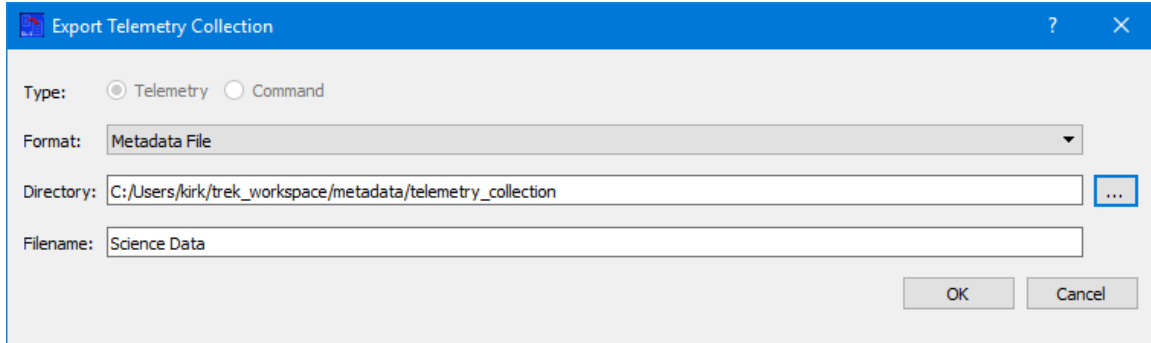 Export Telemetry Collection ?
Type: Telemetry Command
Format: Metadata File
Directory: C:/Users/kirk/trek_workspace/metadata/telemetry_collection ...
Filename: Science Data
OK Cancel